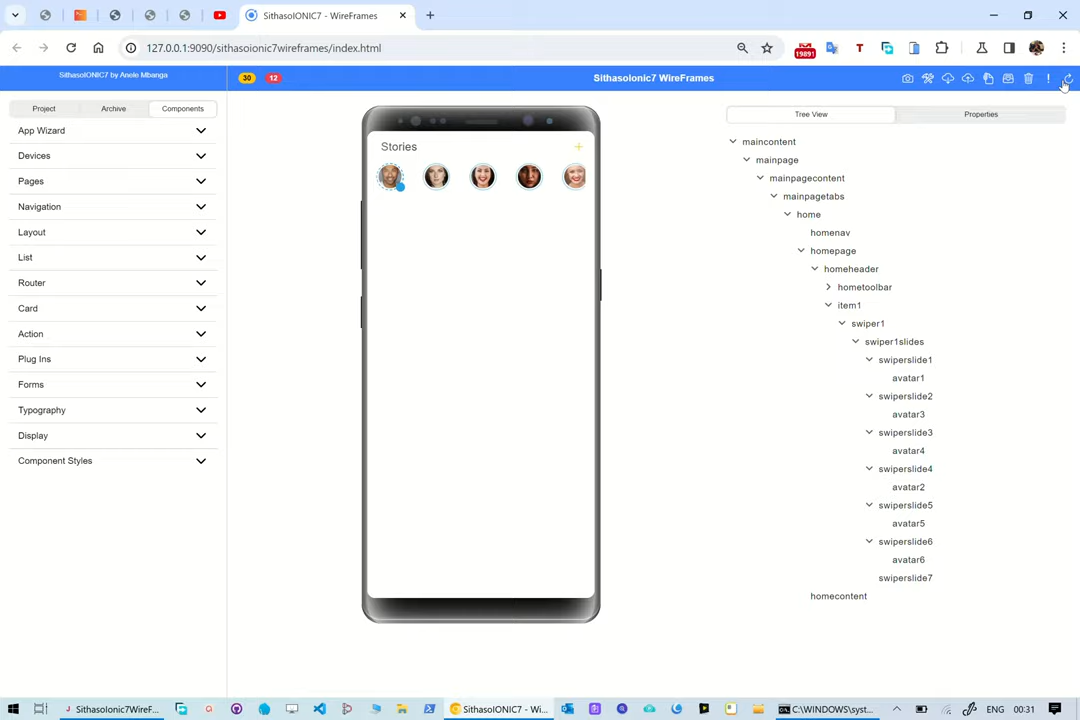 SithasoIONIC7 - WireFrames
127.0.0.1:9090/sithasoionic7wireframes/index.html
19891
T
SithasoIONIC7 by Anele Mbanga
30
12
SithasoIonic7 WireFrames
Project
Archive
Components
Tree View
Properties
App Wizard
Devices
Pages
Navigation
Layout
List
Router
Card
Action
Plug Ins
Forms
Typography
Display
Component Styles
Stories
+
maincontent
mainpage
mainpagecontent
mainpagetabs
home
homenav
homepage
homeheader
hometoolbar
item1
swiper1
swiper1slides
swiperslide1
avatar1
swiperslide2
avatar3
swiperslide3
avatar4
swiperslide4
avatar2
swiperslide5
avatar5
swiperslide6
avatar6
swiperslide7
homecontent
SithasoIonic7WireF...
SithasoIONIC7 - Wi...
C:\WINDOWS\syst...
ENG
00:31